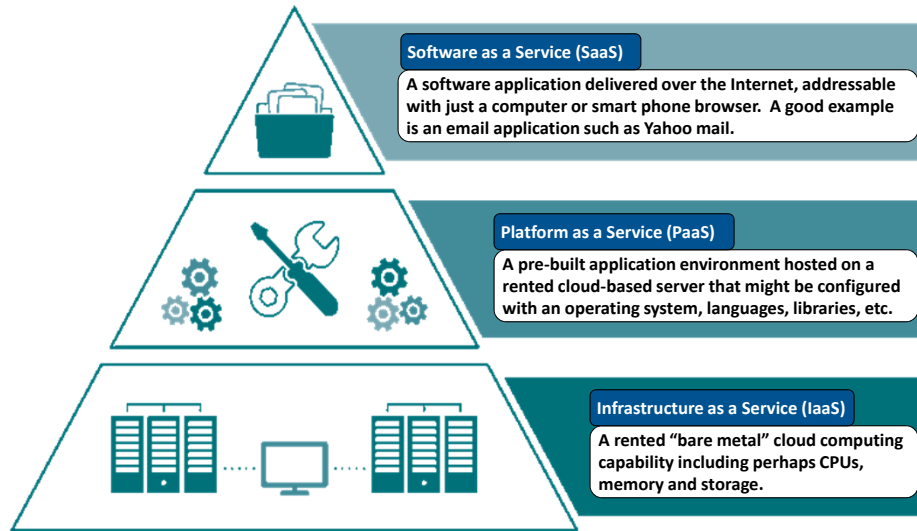 Software as a Service (SaaS)
A software application delivered over the Internet, addressable
with just a computer or smart phone browser.  A good example
is an email application such as Yahoo mail.
Platform as a Service (PaaS)
A pre-built application environment hosted on a
rented cloud-based server that might be configured
with an operating system, languages, libraries, etc.
Infrastructure as a Service (IaaS)
A rented “bare metal” cloud computing
capability including perhaps CPUs,
memory and storage.